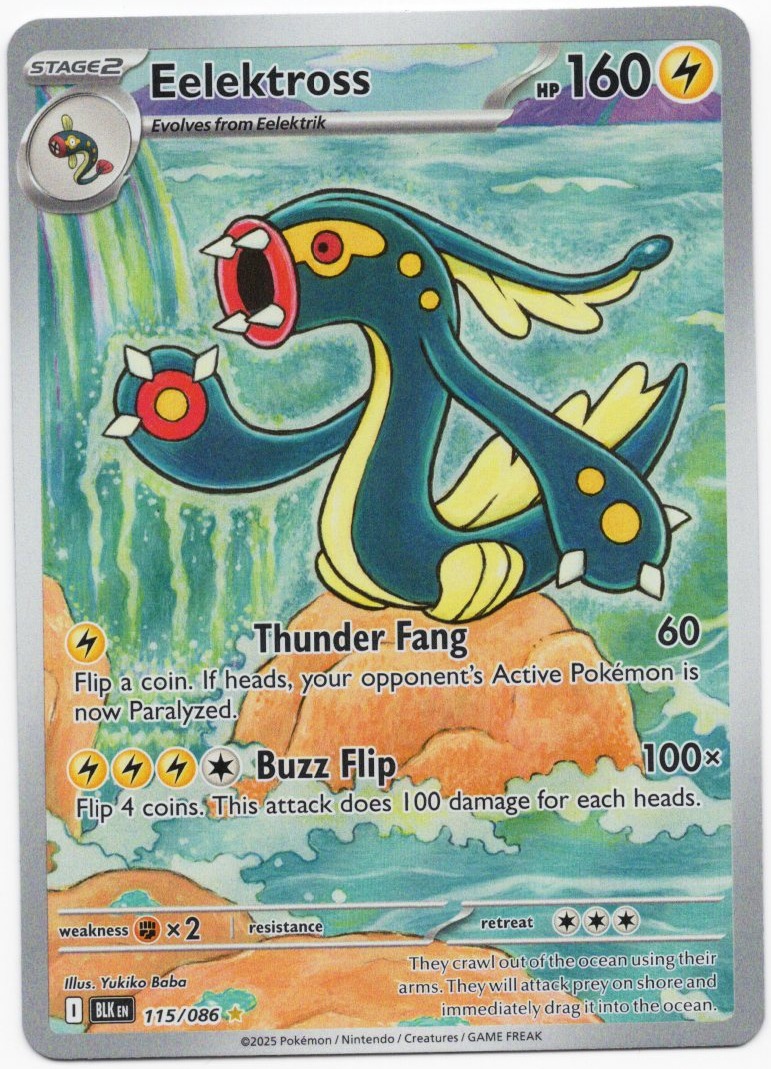 STAGE2
Eelektross
HP 160
Evolves from Eelektrik
Thunder Fang 60
Flip a coin. If heads, your opponent's Active Pokémon is
now Paralyzed.
Buzz Flip 100×
Flip 4 coins. This attack does 100 damage for each heads.
weakness ×2 resistance retreat
They crawl out of the ocean using their
arms. They will attack prey on shore and
immediately drag it into the ocean.
Illus. Yukiko Baba
I BLK EN 115/086
©2025 Pokémon / Nintendo / Creatures / GAME FREAK